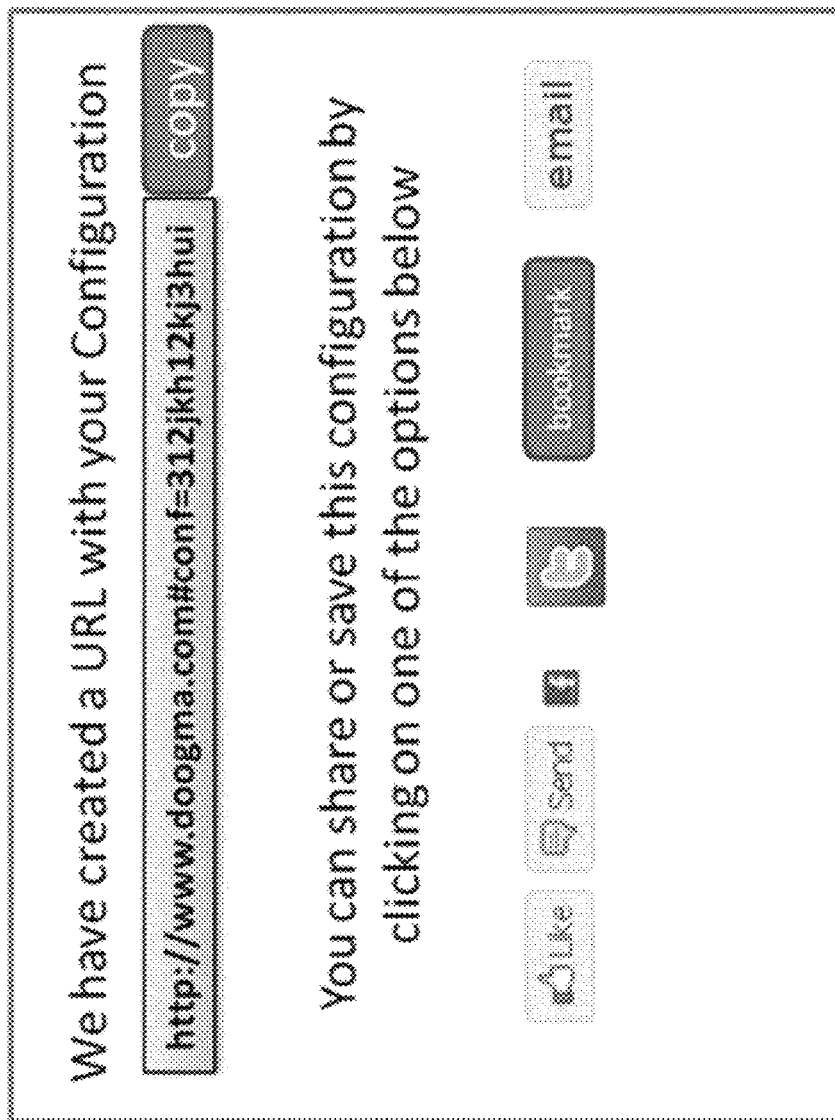 We have created a URL with your Configuration
http://www.doogma.com#conf=312jkh12kj3hui
copy
You can share or save this configuration by
clicking on one of the options below
Like
Send
f
t
bookmark
email